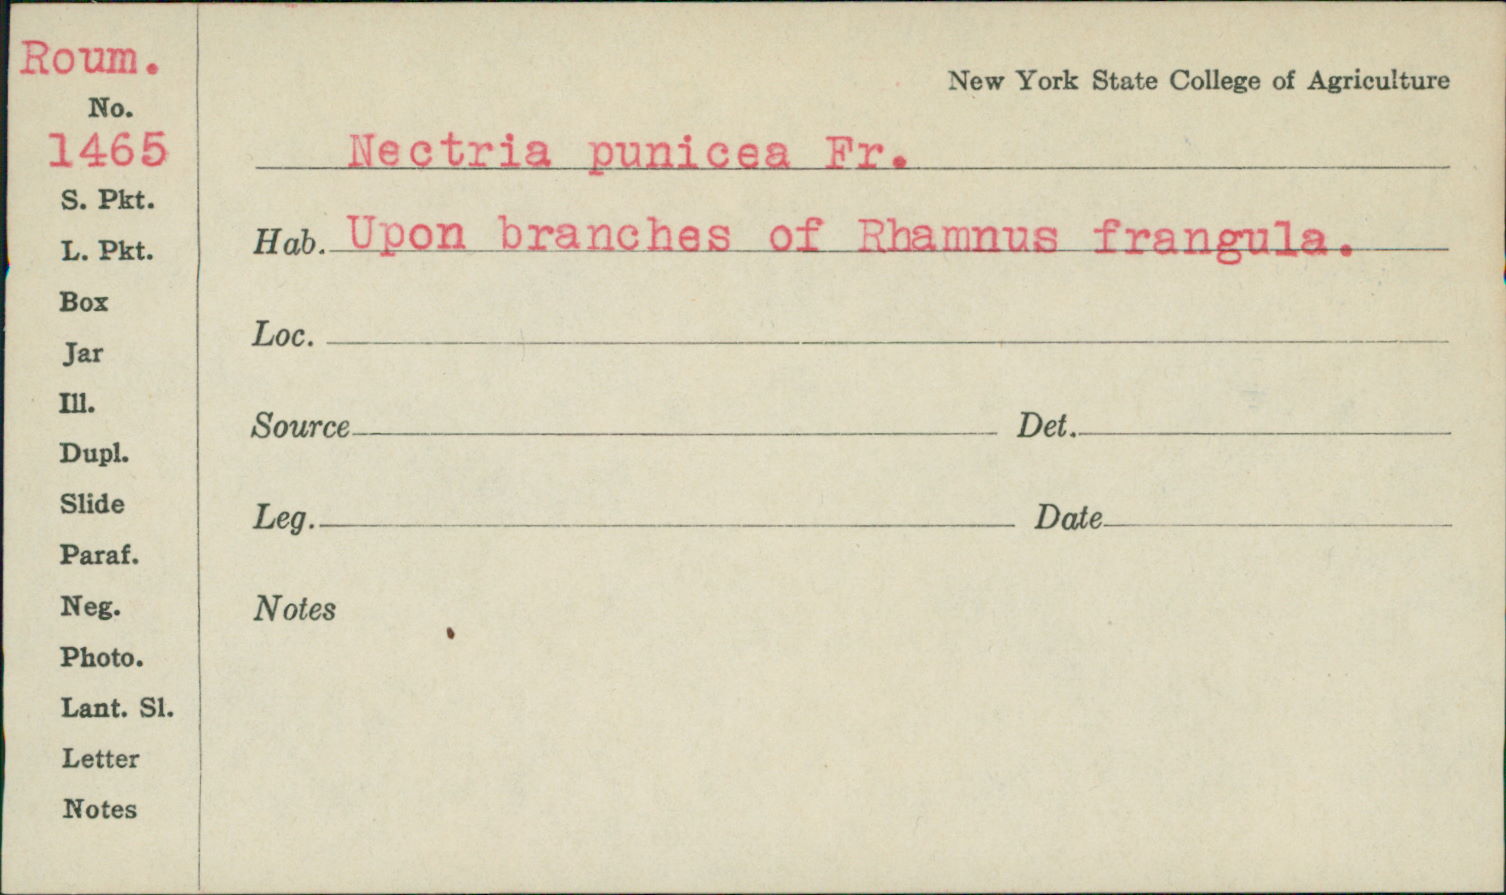 Roum.
No.
1465
S. Pkt.
L. Pkt.
Box
Jar
Ill.
Dupl.
Slide
Paraf.
Neg.
Photo.
Lant. Sl.
Letter
Notes
New York State College of Agriculture
Nectria punicea Fr.
Hab. Upon branches of Rhamnus frangula.
Loc.
Source Det.
Leg. Date
Notes